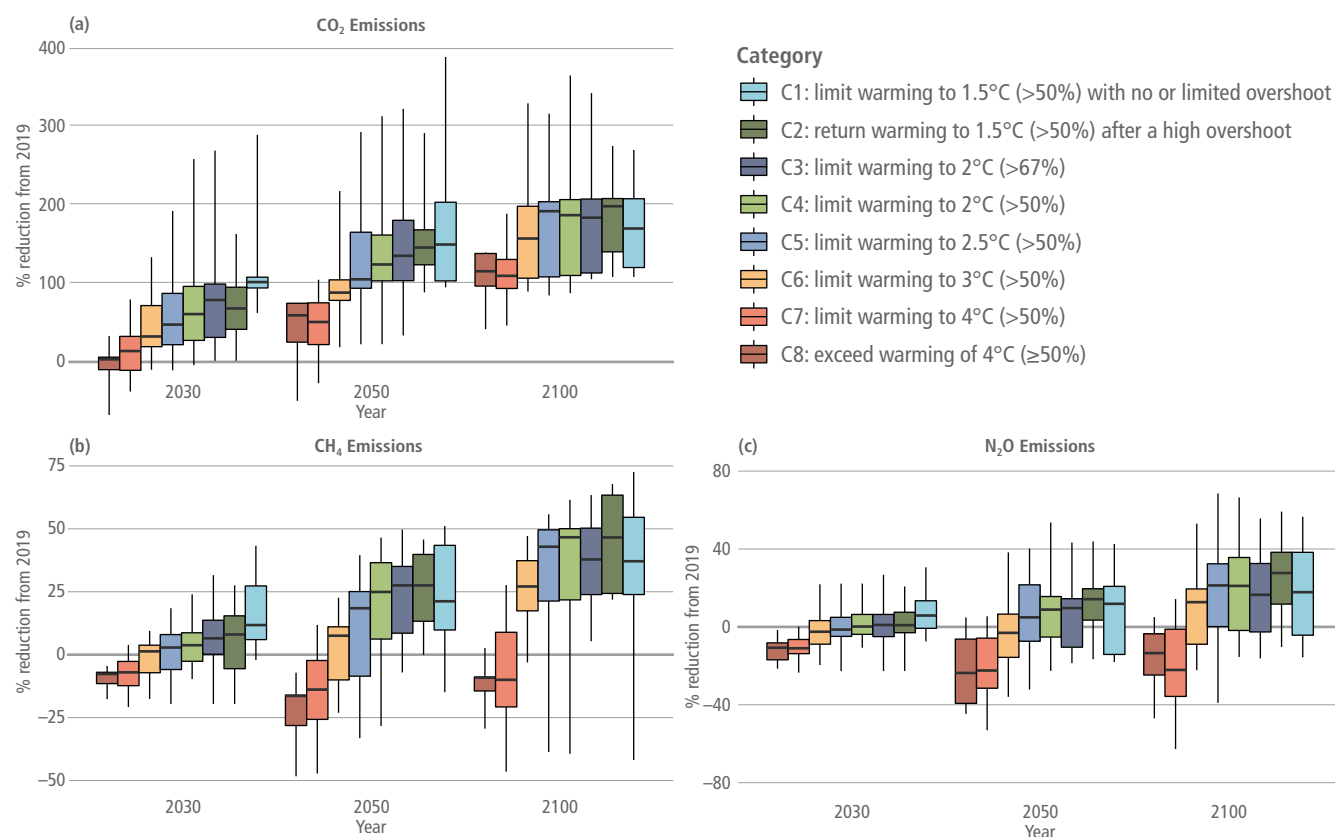 (a)
CO₂ Emissions
% reduction from 2019
400
300
200
100
0
2030
2050
2100
Year
Category
C1: limit warming to 1.5°C (>50%) with no or limited overshoot
C2: return warming to 1.5°C (>50%) after a high overshoot
C3: limit warming to 2°C (>67%)
C4: limit warming to 2°C (>50%)
C5: limit warming to 2.5°C (>50%)
C6: limit warming to 3°C (>50%)
C7: limit warming to 4°C (>50%)
C8: exceed warming of 4°C (≥50%)
(b)
CH₄ Emissions
% reduction from 2019
75
50
25
0
−25
−50
2030
2050
2100
Year
(c)
N₂O Emissions
% reduction from 2019
80
40
0
−40
−80
2030
2050
2100
Year